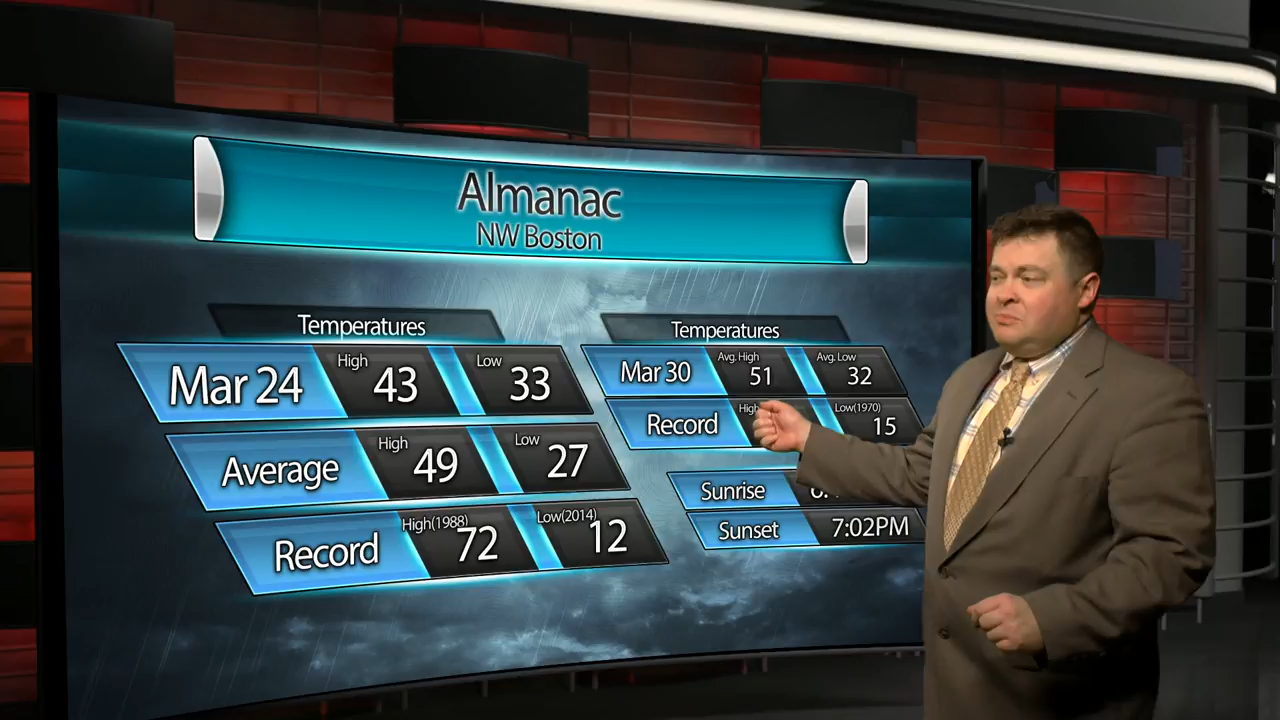 Almanac
NW Boston
Temperatures
Mar 24 High 43 Low 33
Average High 49 Low 27
Record High(1988) 72 Low(2014) 12
Temperatures
Mar 30 Avg. High 51 Avg. Low 32
Record High Low(1970) 15
Sunrise
Sunset 7:02PM